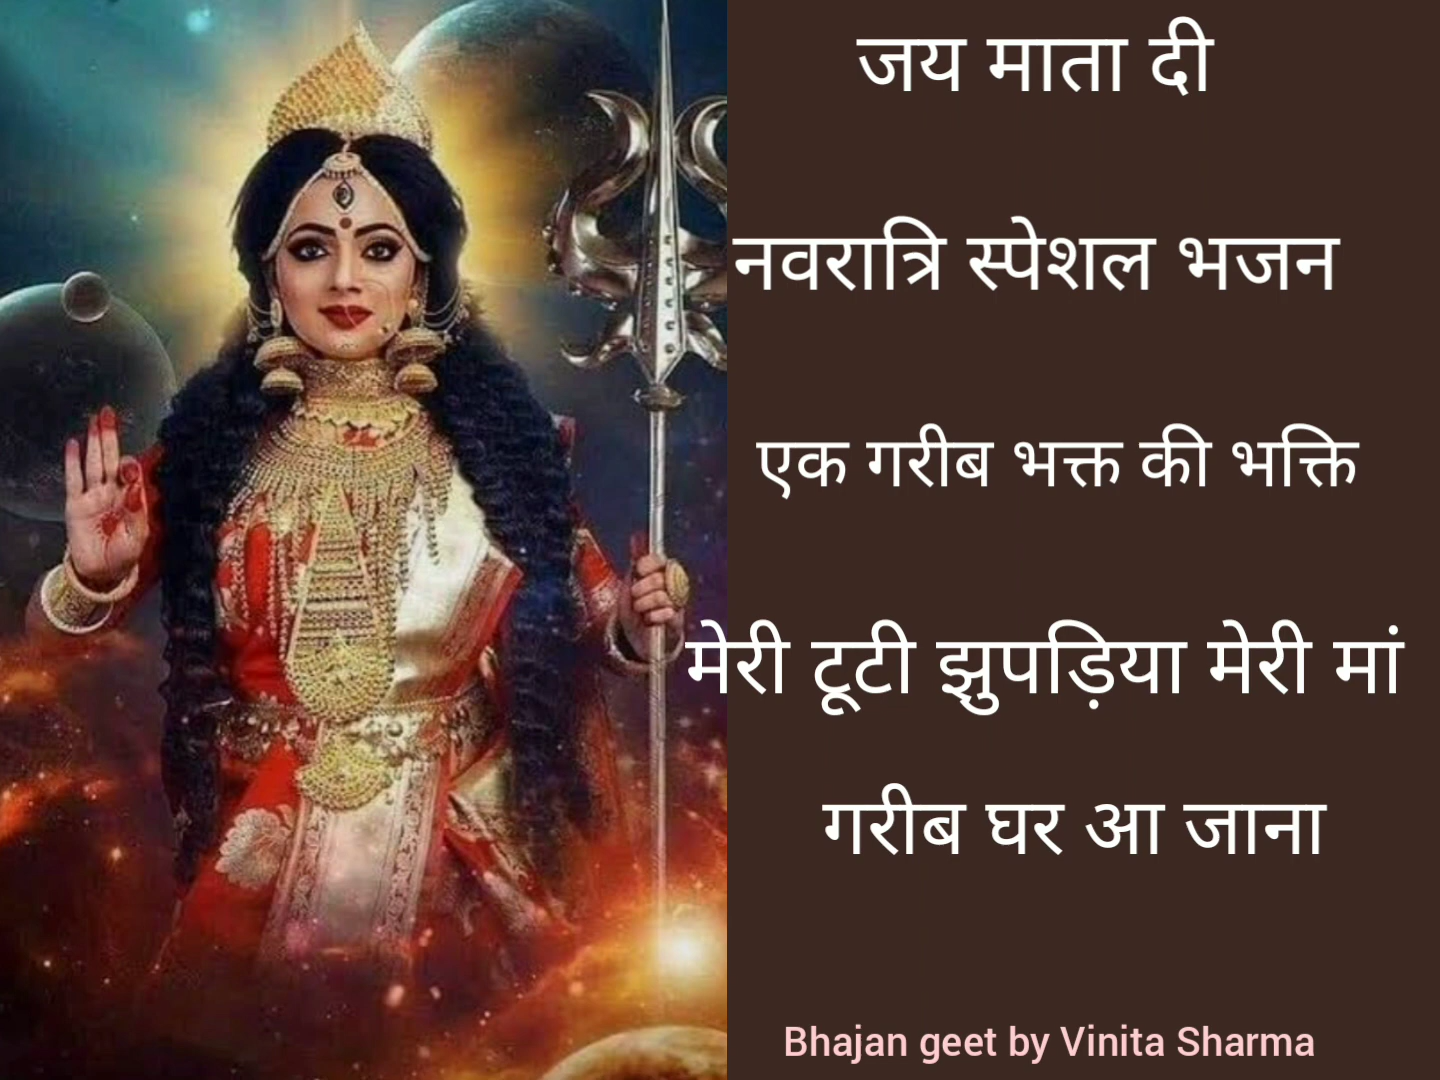 जय माता दी
नवरात्रि स्पेशल भजन
एक गरीब भक्त की भक्ति
मेरी टूटी झुपड़िया मेरी मां
गरीब घर आ जाना
Bhajan geet by Vinita Sharma